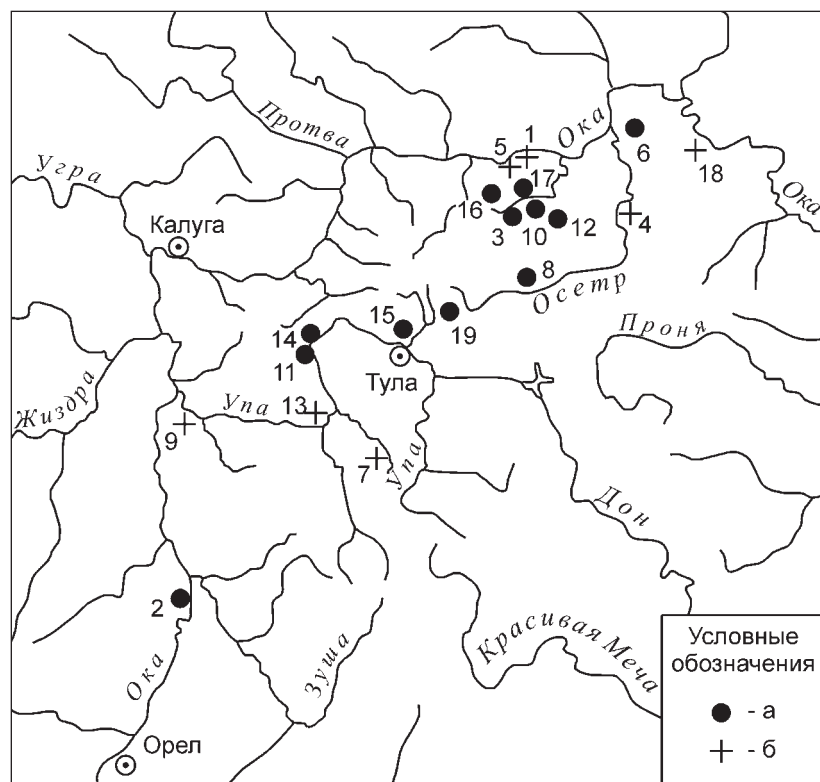 Протва
Ока
5
1
6
18
Угра
17
16
Ока
Калуга
3
10
12
4
8
Осетр
15
19
14
Проня
11
Тула
Жиздра
Упа
13
9
7
Упа
Дон
2
Красивая Меча
Зуша
Ока
Орел
Условные
обозначения
- а
- б